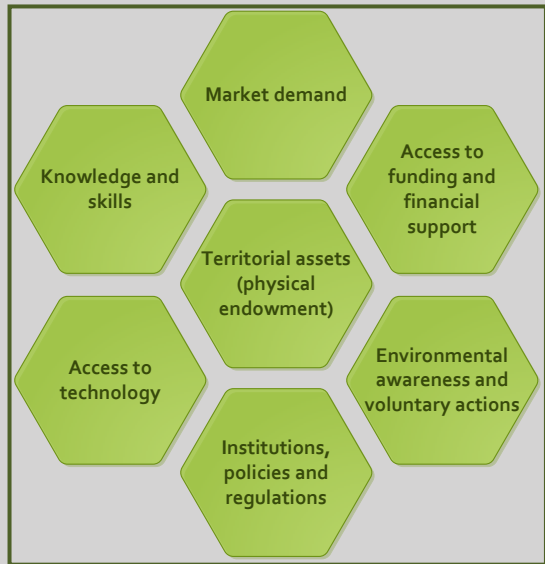 Market demand
Knowledge and
skills
Access to
funding and
financial
support
Territorial assets
(physical
endowment)
Access to
technology
Environmental
awareness and
voluntary actions
Institutions,
policies and
regulations